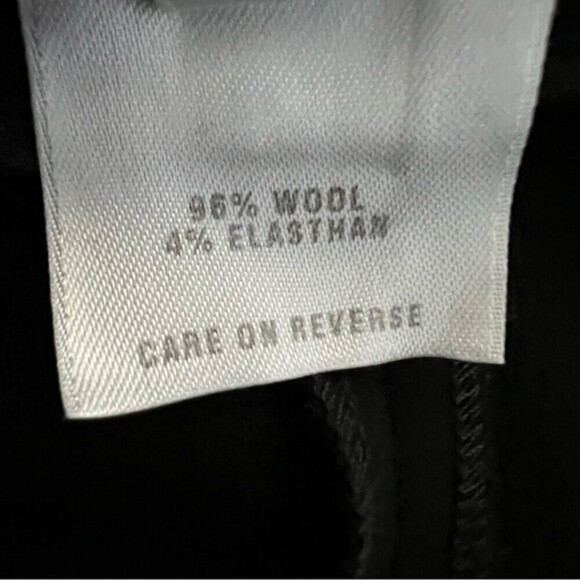 96% WOOL
4% ELASTHAN
CARE ON REVERSE